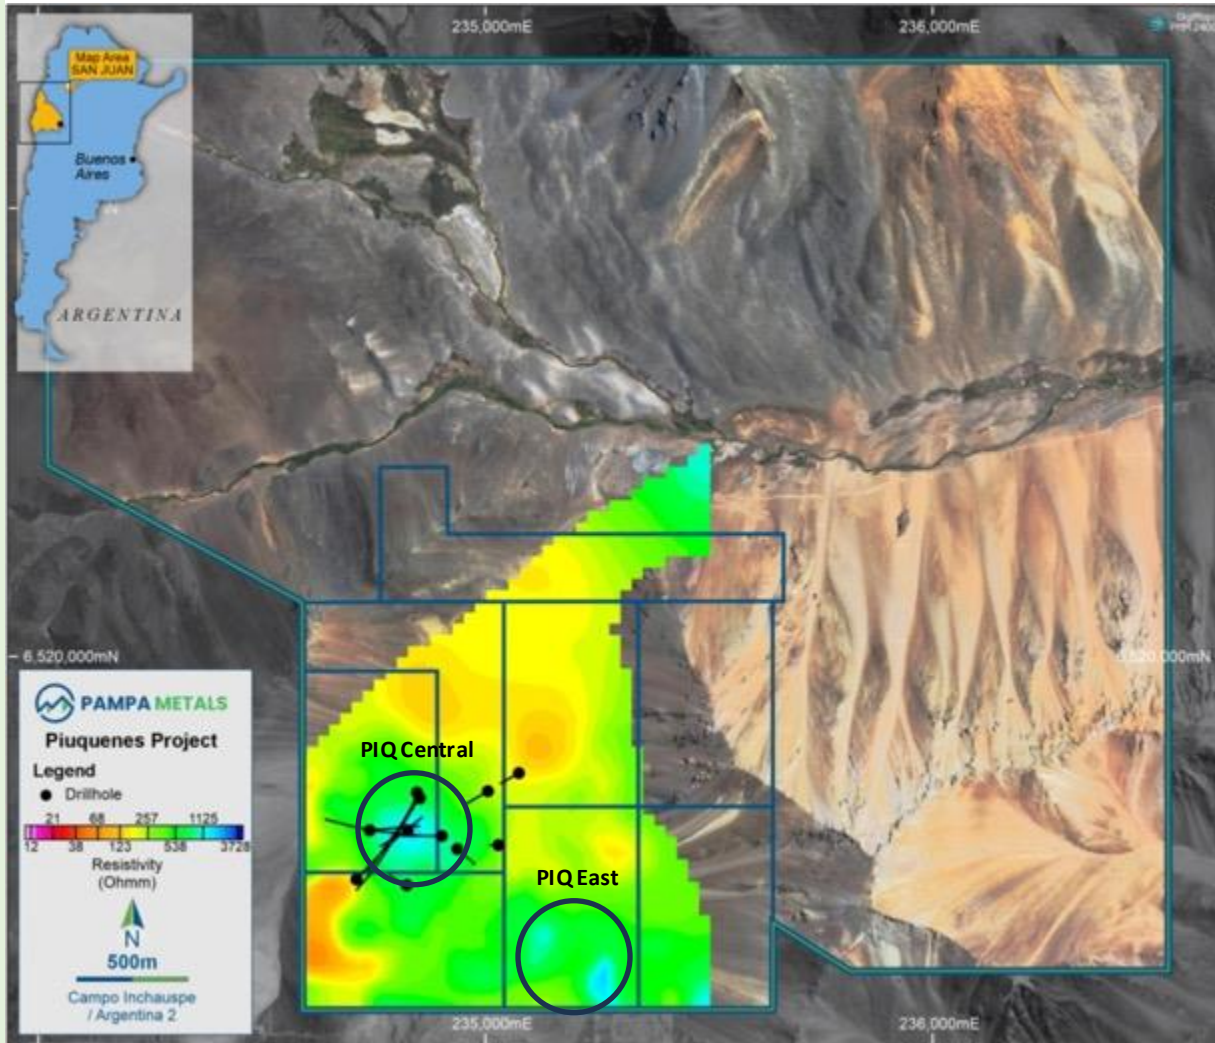 235,000mE
236,000mE
Map Area
SAN JUAN
Buenos
Aires
ARGENTINA
6,520,000mN
6,520,000mN
PIQ Central
PIQ East
PAMPA METALS
Piuquenes Project
Legend
Drillhole
21 68 257 1125
12 38 123 538 3728
Resistivity
(Ohmm)
N
500m
Campo Inchauspe
/ Argentina 2
235,000mE
236,000mE